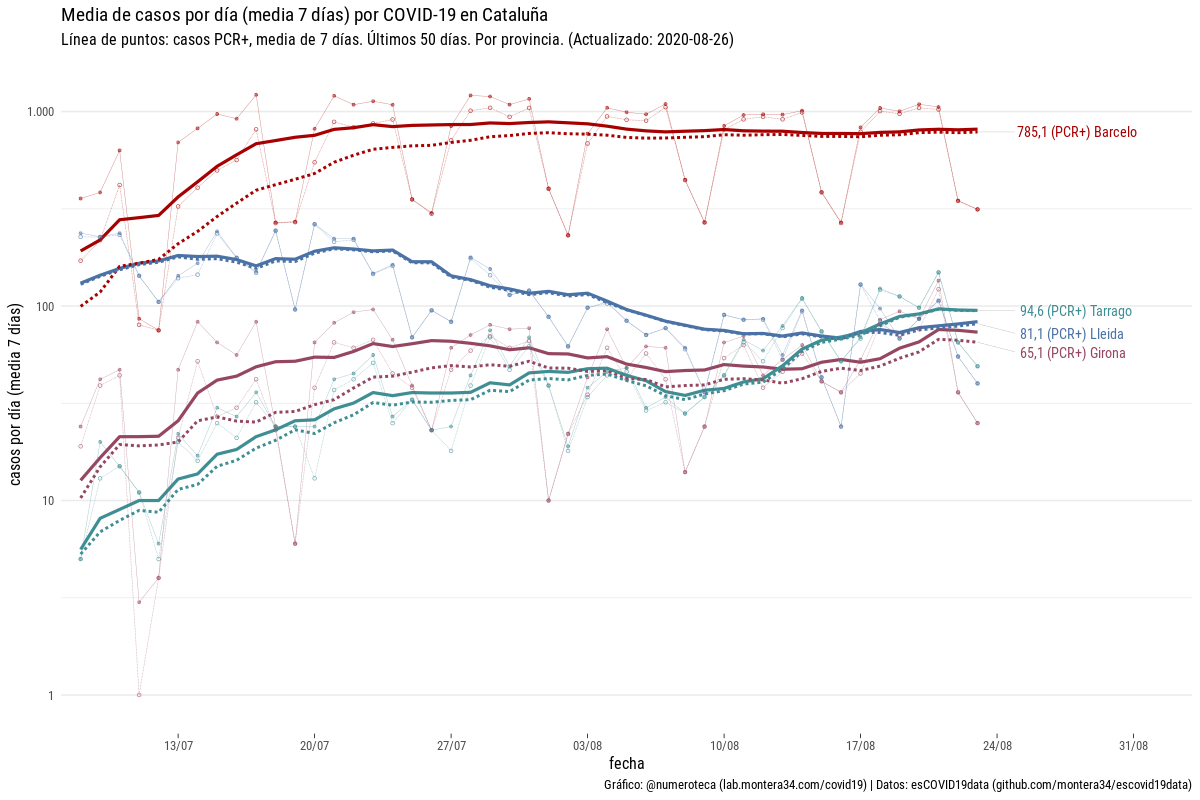 Media de casos por día (media 7 días) por COVID-19 en Cataluña
Línea de puntos: casos PCR+, media de 7 días. Últimos 50 días. Por provincia. (Actualizado: 2020-08-26)
casos por día (media 7 días)
1.000
100
10
1
785,1 (PCR+) Barcelo
94,6 (PCR+) Tarrago
81,1 (PCR+) Lleida
65,1 (PCR+) Girona
13/07
20/07
27/07
03/08
10/08
17/08
24/08
31/08
fecha
Gráfico: @numeroteca (lab.montera34.com/covid19) | Datos: esCOVID19data (github.com/montera34/escovid19data)